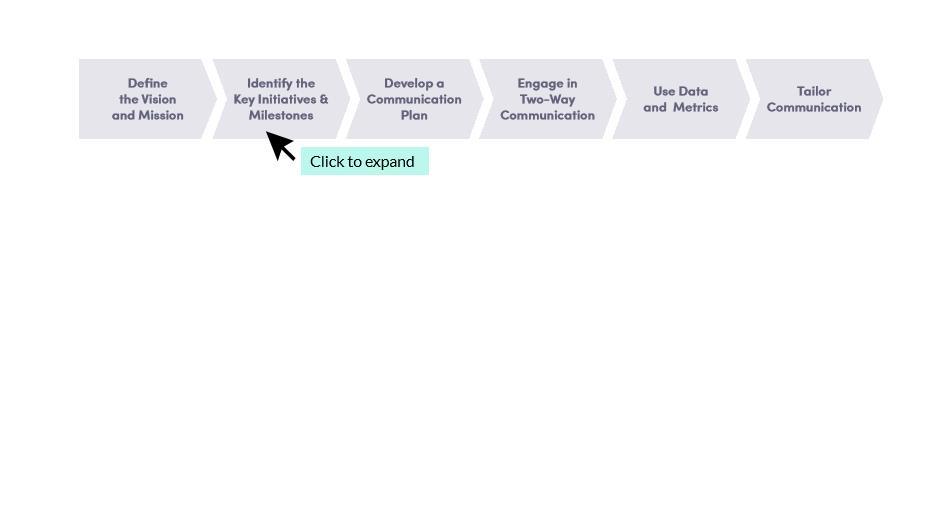 Define
the Vision
and Mission
Identify the
Key Initiatives &
Milestones
Develop a
Communication
Plan
Engage in
Two-Way
Communication
Use Data
and Metrics
Tailor
Communication
Click to expand